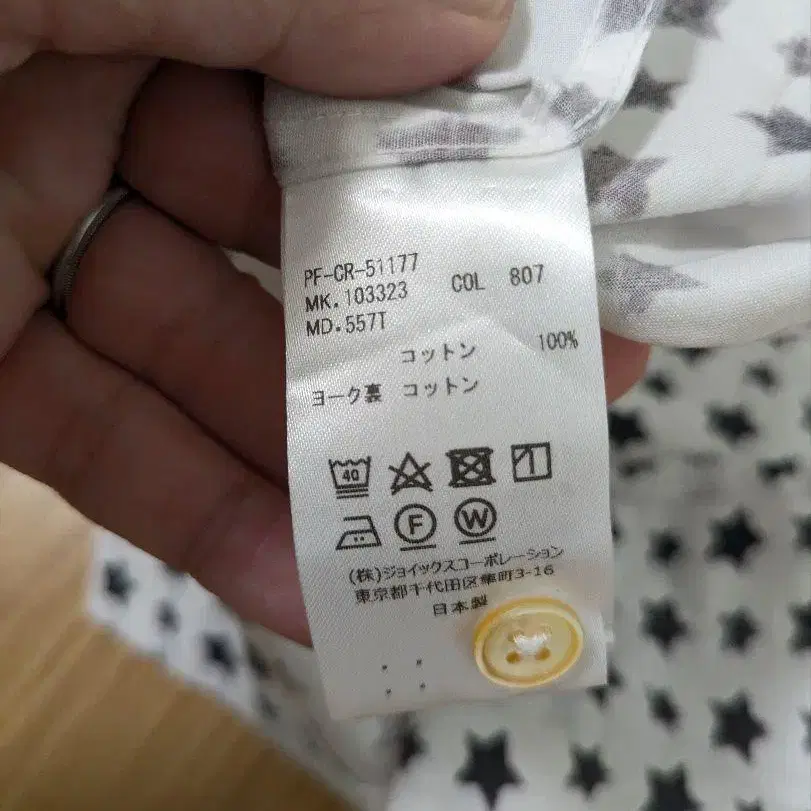 PF-CR-51177
MK.103323 COL 807
MD.557T
コットン 100%
ヨーク裏 コットン
40
F W
(株)ジョイックスコーポレーション
東京都千代田区隼町3-16
日本製